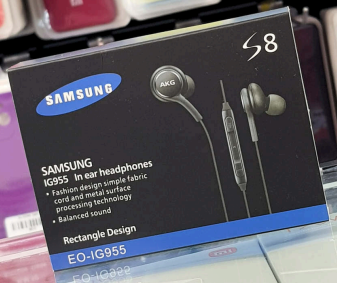 SAMSUNG
S8
AKG
SAMSUNG
IG955 In ear headphones
• Fashion design simple fabric
cord and metal surface
processing technology
• Balanced sound
Rectangle Design
EO-IG955